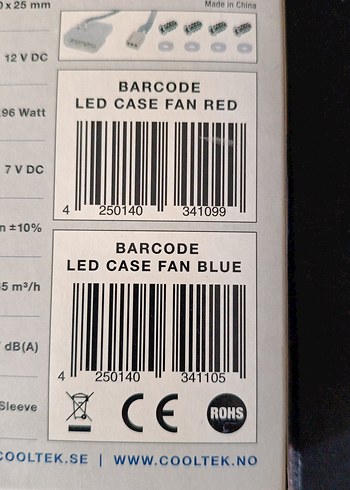 0 x 25 mm
Made in China
12 V DC
.96 Watt
7 V DC
n ±10%
5 m³/h
dB(A)
Sleeve
BARCODE
LED CASE FAN RED
4 250140 341099
BARCODE
LED CASE FAN BLUE
4 250140 341105
CE
ROHS
COOLTEK.SE | WWW.COOLTEK.NO